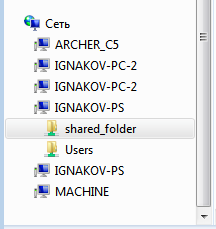 Сеть
ARCHER_C5
IGNAKOV-PC-2
IGNAKOV-PC-2
IGNAKOV-PS
shared_folder
Users
IGNAKOV-PS
MACHINE